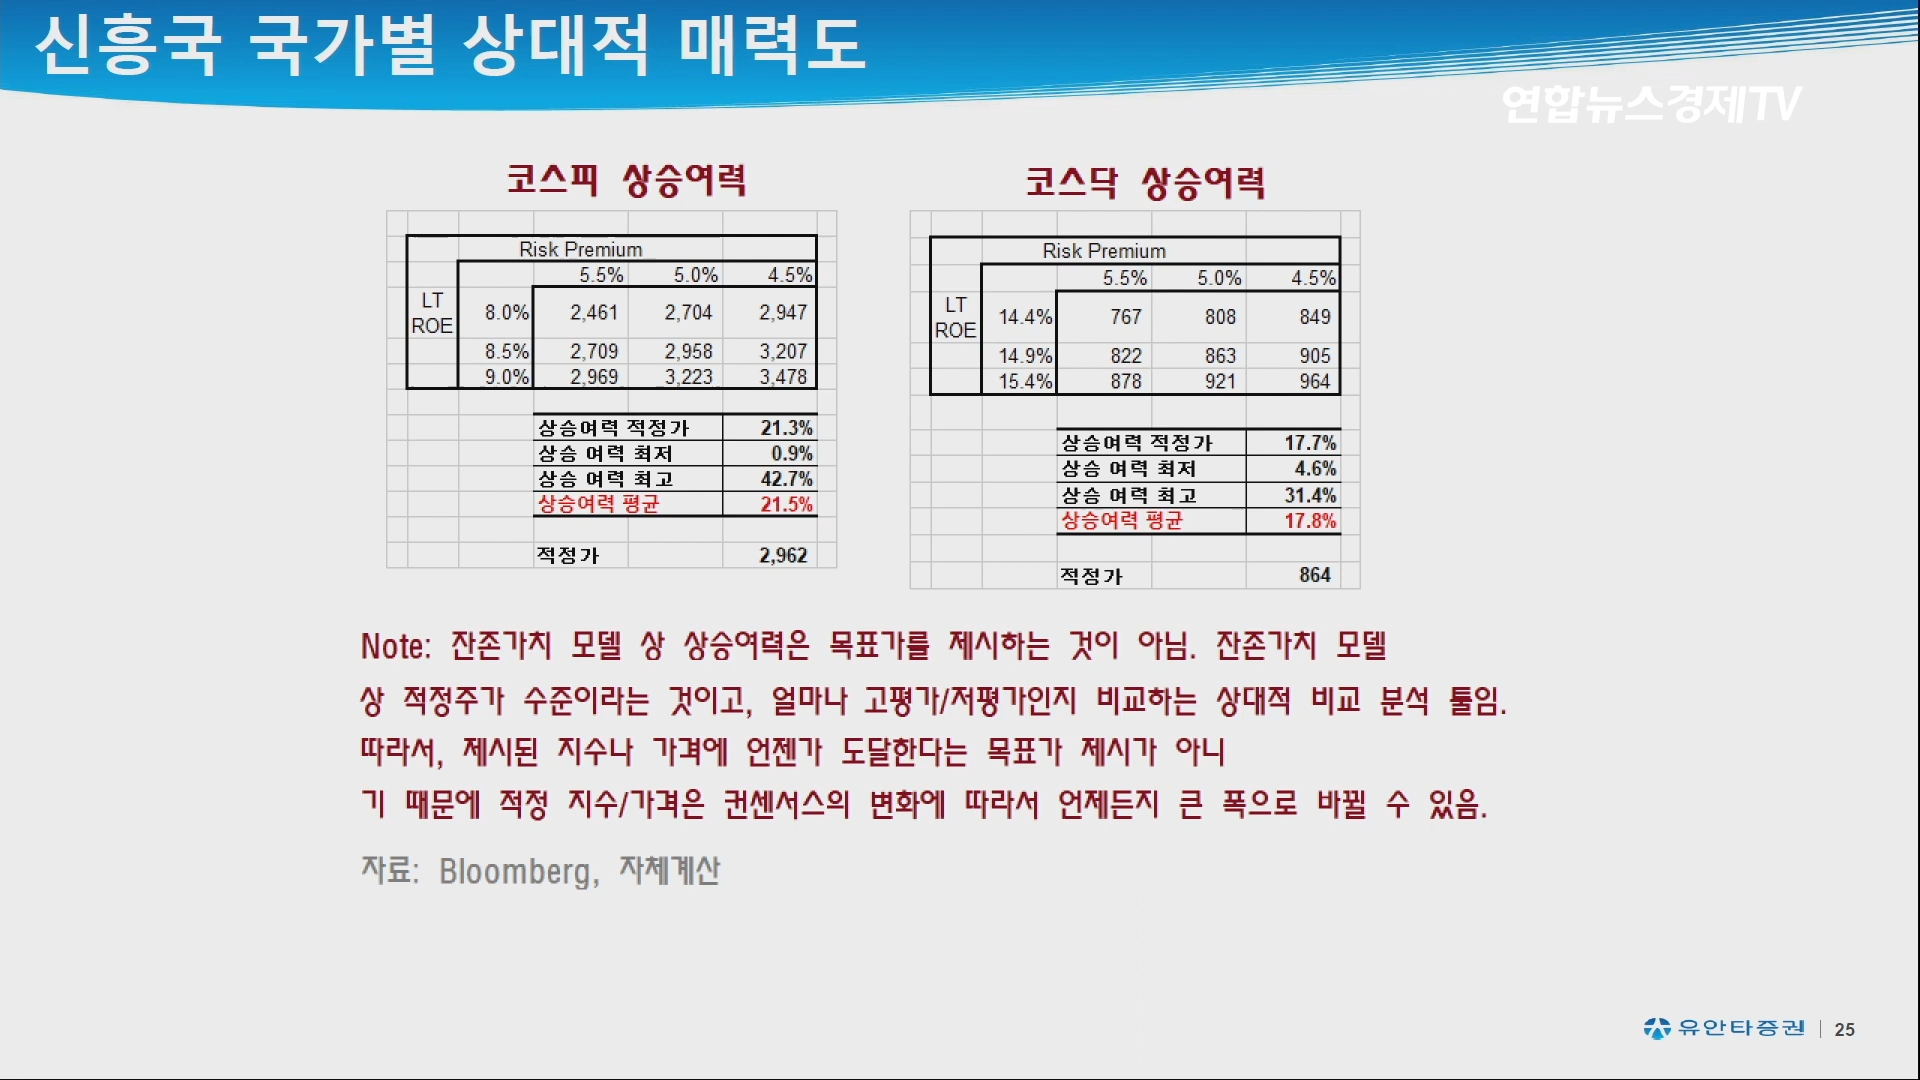 신흥국 국가별 상대적 매력도
연합뉴스경제TV
코스피 상승여력
Risk Premium
5.5% 5.0% 4.5%
LT ROE 8.0% 2,461 2,704 2,947
8.5% 2,709 2,958 3,207
9.0% 2,969 3,223 3,478
상승여력 적정가 21.3%
상승 여력 최저 0.9%
상승 여력 최고 42.7%
상승여력 평균 21.5%
적정가 2,962
코스닥 상승여력
Risk Premium
5.5% 5.0% 4.5%
LT ROE 14.4% 767 808 849
14.9% 822 863 905
15.4% 878 921 964
상승여력 적정가 17.7%
상승 여력 최저 4.6%
상승 여력 최고 31.4%
상승여력 평균 17.8%
적정가 864
Note: 잔존가치 모델 상 상승여력은 목표가를 제시하는 것이 아님. 잔존가치 모델
상 적정주가 수준이라는 것이고, 얼마나 고평가/저평가인지 비교하는 상대적 비교 분석 툴임.
따라서, 제시된 지수나 가격에 언젠가 도달한다는 목표가 제시가 아니
기 때문에 적정 지수/가격은 컨센서스의 변화에 따라서 언제든지 큰 폭으로 바뀔 수 있음.
자료: Bloomberg, 자체계산
유안타증권 | 25